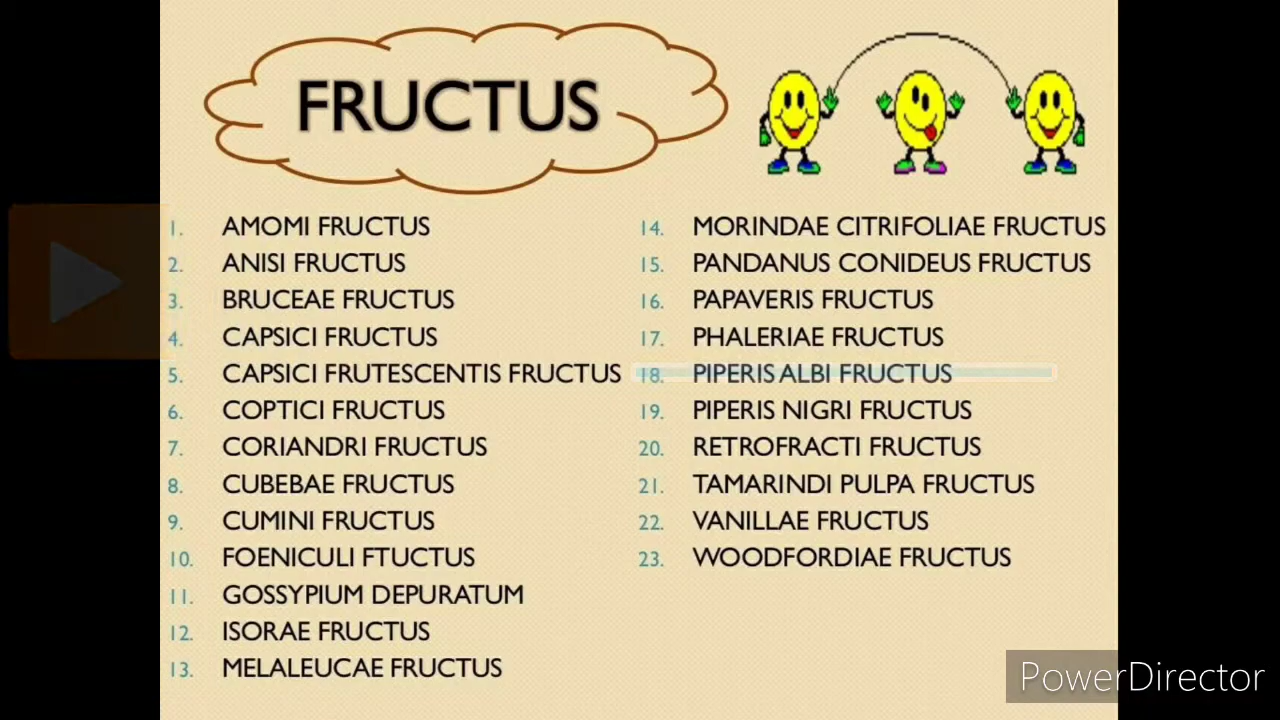 FRUCTUS
1. AMOMI FRUCTUS
2. ANISI FRUCTUS
3. BRUCEAE FRUCTUS
4. CAPSICI FRUCTUS
5. CAPSICI FRUTESCENTIS FRUCTUS
6. COPTICI FRUCTUS
7. CORIANDRI FRUCTUS
8. CUBEBAE FRUCTUS
9. CUMINI FRUCTUS
10. FOENICULI FTUCTUS
11. GOSSYPIUM DEPURATUM
12. ISORAE FRUCTUS
13. MELALEUCAE FRUCTUS
14. MORINDAE CITRIFOLIAE FRUCTUS
15. PANDANUS CONIDEUS FRUCTUS
16. PAPAVERIS FRUCTUS
17. PHALERIAE FRUCTUS
18. PIPERIS ALBI FRUCTUS
19. PIPERIS NIGRI FRUCTUS
20. RETROFRACTI FRUCTUS
21. TAMARINDI PULPA FRUCTUS
22. VANILLAE FRUCTUS
23. WOODFORDIAE FRUCTUS
PowerDirector